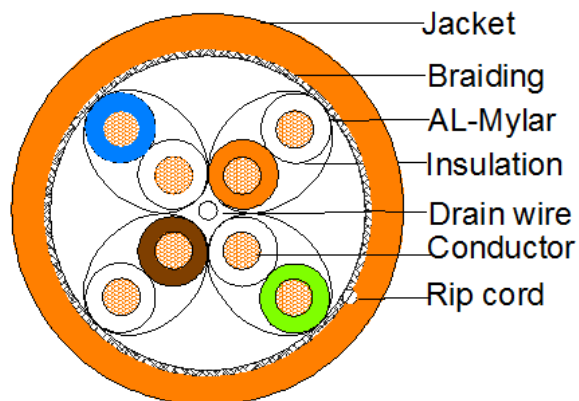 Jacket
Braiding
AL-Mylar
Insulation
Drain wire
Conductor
Rip cord